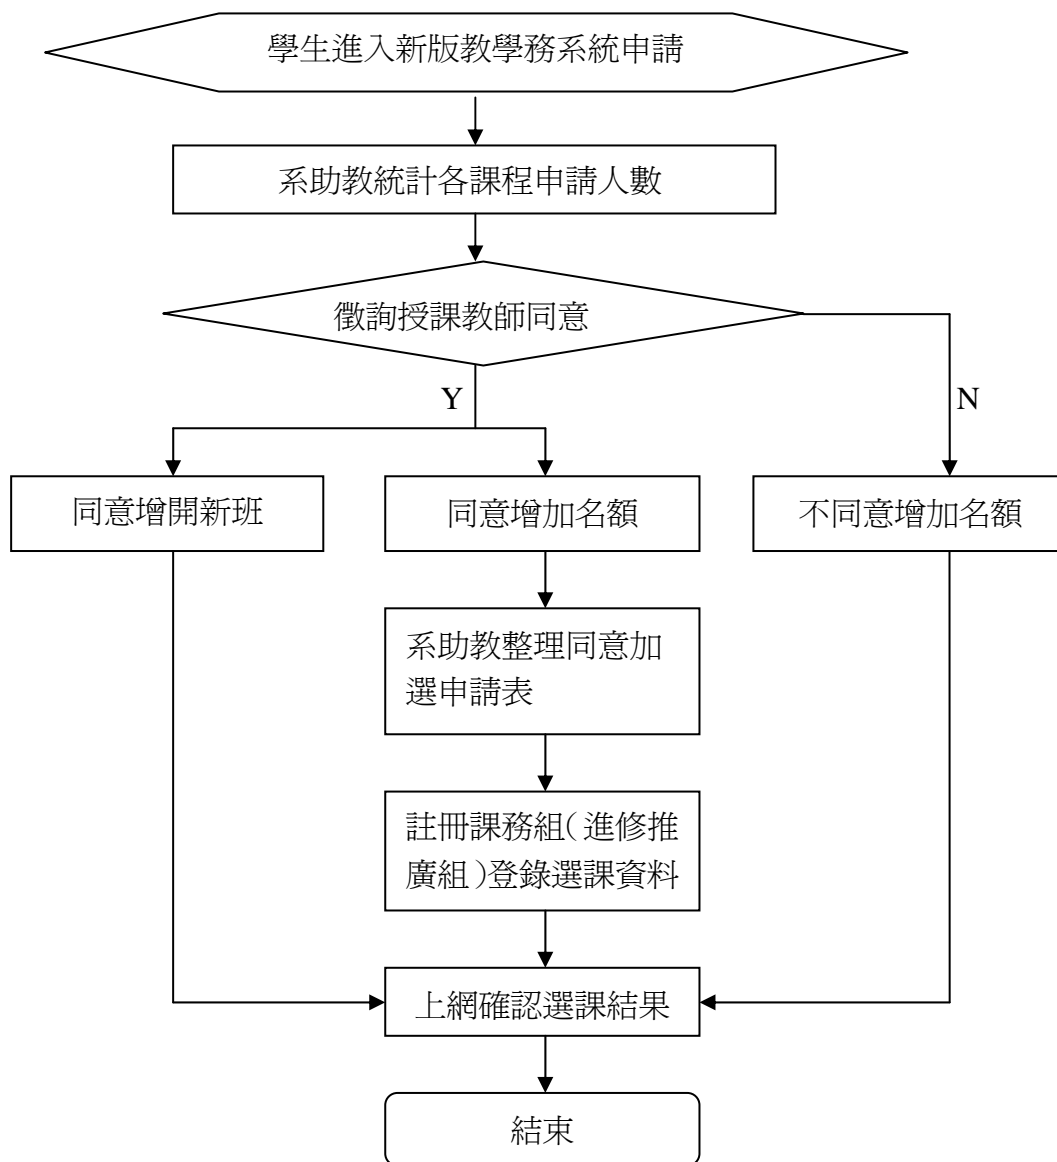 學生進入新版教學務系統申請
系助教統計各課程申請人數
徵詢授課教師同意
Y
N
同意增開新班
同意增加名額
不同意增加名額
系助教整理同意加
選申請表
註冊課務組(進修推
廣組)登錄選課資料
上網確認選課結果
結束